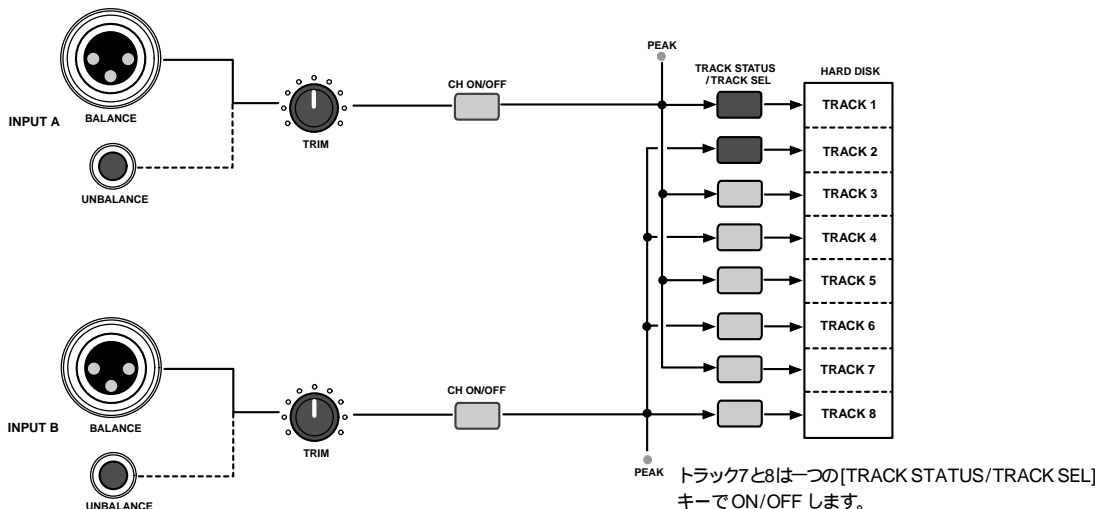 PEAK
TRACK STATUS
/TRACK SEL
HARD DISK
CH ON/OFF
TRACK 1
INPUT A
BALANCE
TRIM
TRACK 2
UNBALANCE
TRACK 3
TRACK 4
TRACK 5
TRACK 6
TRACK 7
CH ON/OFF
TRACK 8
INPUT B
BALANCE
TRIM
PEAK
UNBALANCE
トラック7と8は一つの[TRACK STATUS/TRACK SEL]
キーでON/OFF します。